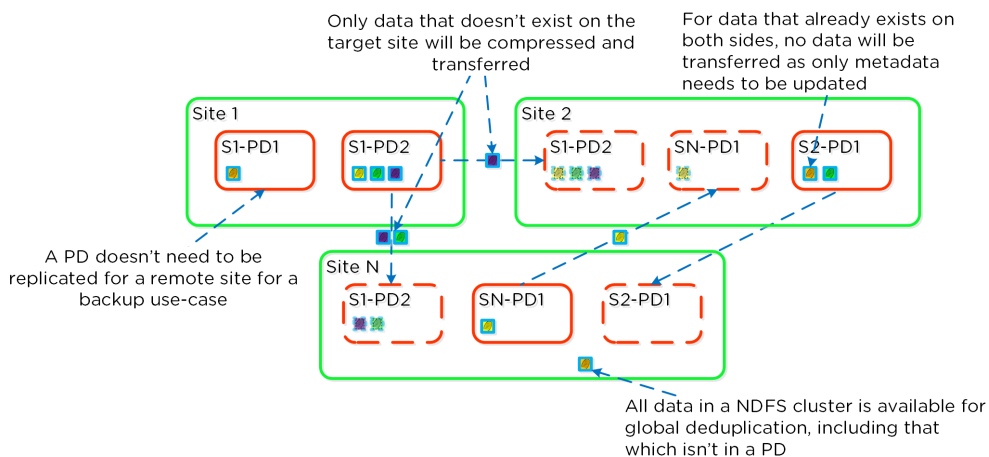 Only data that doesn't exist on the
target site will be compressed and
transferred
For data that already exists on
both sides, no data will be
transferred as only metadata
needs to be updated
Site 1
S1-PD1
S1-PD2
Site 2
S1-PD2
SN-PD1
S2-PD1
A PD doesn't need to be
replicated for a remote site for a
backup use-case
Site N
S1-PD2
SN-PD1
S2-PD1
All data in a NDFS cluster is available for
global deduplication, including that
which isn't in a PD